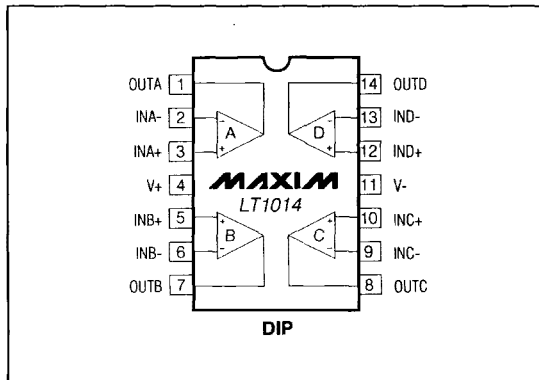 OUTA 1 14 OUTD
INA- 2 A D 13 IND-
INA+ 3 12 IND+
V+ 4 MAXIM 11 V-
LT1014
INB+ 5 10 INC+
INB- 6 B C 9 INC-
OUTB 7 8 OUTC
DIP